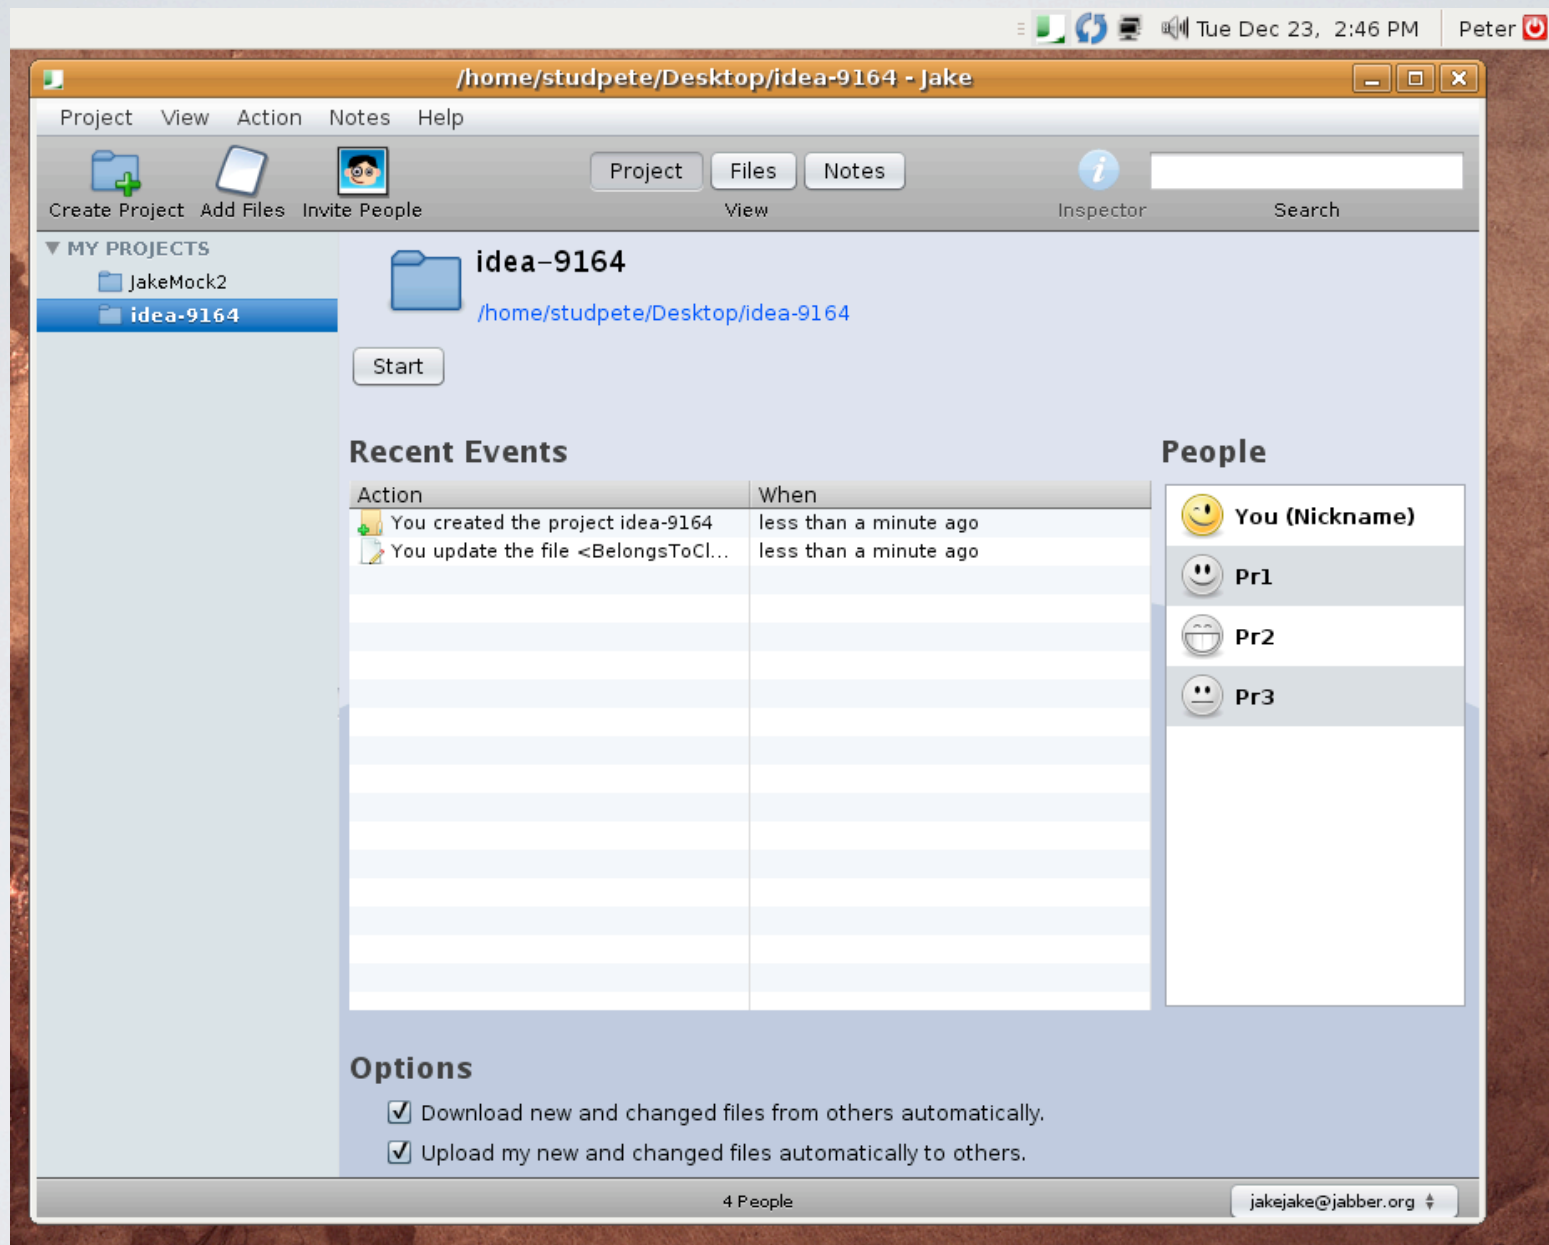 Tue Dec 23, 2:46 PM Peter
/home/studpete/Desktop/idea-9164 - Jake
Project View Action Notes Help
Project Files Notes
Create Project Add Files Invite People View Inspector Search
MY PROJECTS
JakeMock2
idea-9164
idea-9164
/home/studpete/Desktop/idea-9164
Start
Recent Events
Action When
You created the project idea-9164 less than a minute ago
You update the file <BelongsToCl... less than a minute ago
People
You (Nickname)
Pr1
Pr2
Pr3
Options
Download new and changed files from others automatically.
Upload my new and changed files automatically to others.
4 People jakejake@jabber.org